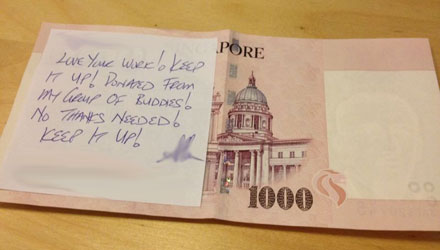 LOVE YOUR WORK! KEEP
IT UP! DONATED FROM
MY GROUP OF BUDDIES!
NO THANKS NEEDED!
KEEP IT UP!
SINGAPORE
1000